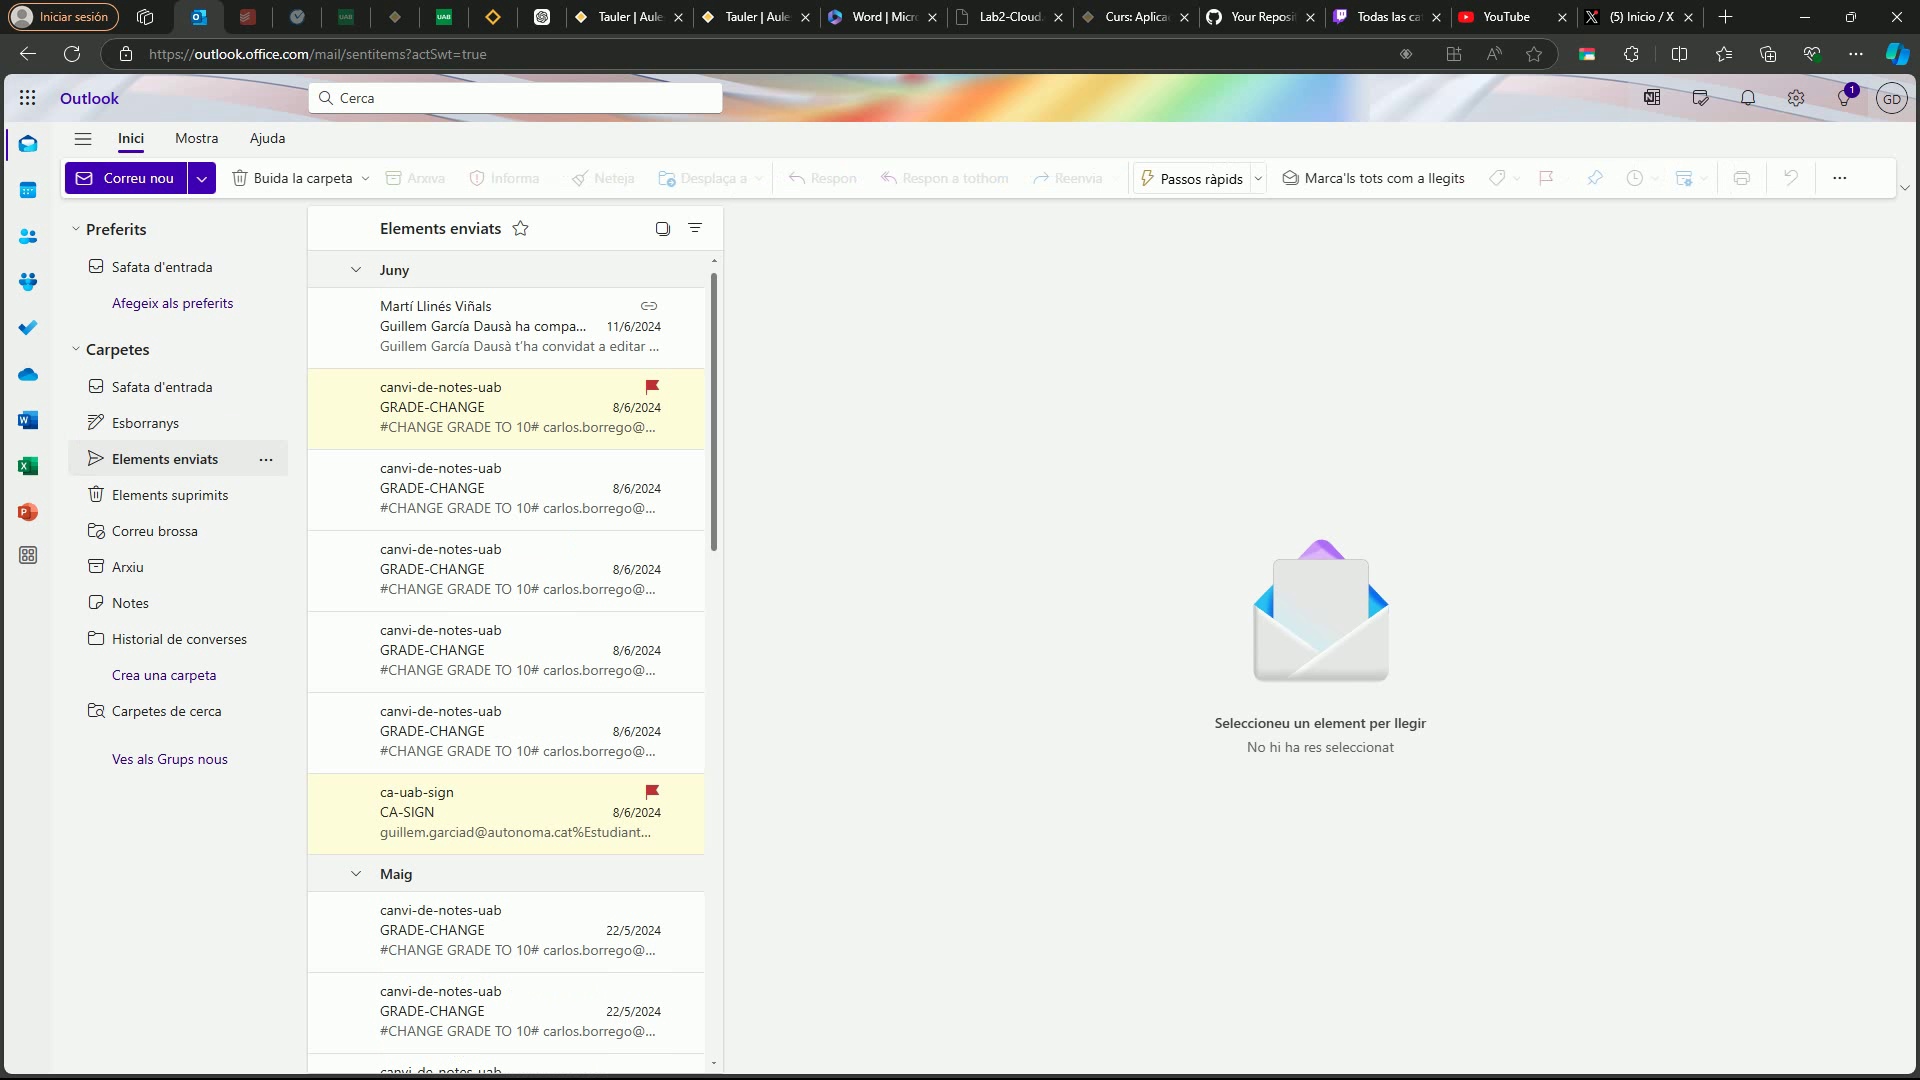 Iniciar sesión
UAB
UAB
Tauler | Aule
Tauler | Aule
Word | Micr
Lab2-Cloud.
Curs: Aplica
Your Reposi
Todas las ca
YouTube
(5) Inicio / X
https://outlook.office.com/mail/sentitems?actSwt=true
Outlook
Cerca
1
GD
Inici
Mostra
Ajuda
Correu nou
Buida la carpeta
Arxiva
Informa
Neteja
Desplaça a
Respon
Respon a tothom
Reenvia
Passos ràpids
Marca'ls tots com a llegits
Preferits
Safata d'entrada
Afegeix als preferits
Carpetes
Safata d'entrada
Esborranys
Elements enviats
Elements suprimits
Correu brossa
Arxiu
Notes
Historial de converses
Crea una carpeta
Carpetes de cerca
Ves als Grups nous
Elements enviats
Juny
Martí Llinés Viñals
Guillem García Dausà ha compa... 11/6/2024
Guillem García Dausà t'ha convidat a editar ...
canvi-de-notes-uab
GRADE-CHANGE 8/6/2024
#CHANGE GRADE TO 10# carlos.borrego@...
canvi-de-notes-uab
GRADE-CHANGE 8/6/2024
#CHANGE GRADE TO 10# carlos.borrego@...
canvi-de-notes-uab
GRADE-CHANGE 8/6/2024
#CHANGE GRADE TO 10# carlos.borrego@...
canvi-de-notes-uab
GRADE-CHANGE 8/6/2024
#CHANGE GRADE TO 10# carlos.borrego@...
canvi-de-notes-uab
GRADE-CHANGE 8/6/2024
#CHANGE GRADE TO 10# carlos.borrego@...
ca-uab-sign
CA-SIGN 8/6/2024
guillem.garciad@autonoma.cat%Estudiant...
Maig
canvi-de-notes-uab
GRADE-CHANGE 22/5/2024
#CHANGE GRADE TO 10# carlos.borrego@...
canvi-de-notes-uab
GRADE-CHANGE 22/5/2024
#CHANGE GRADE TO 10# carlos.borrego@...
canvi-de-notes-uab
Seleccioneu un element per llegir
No hi ha res seleccionat